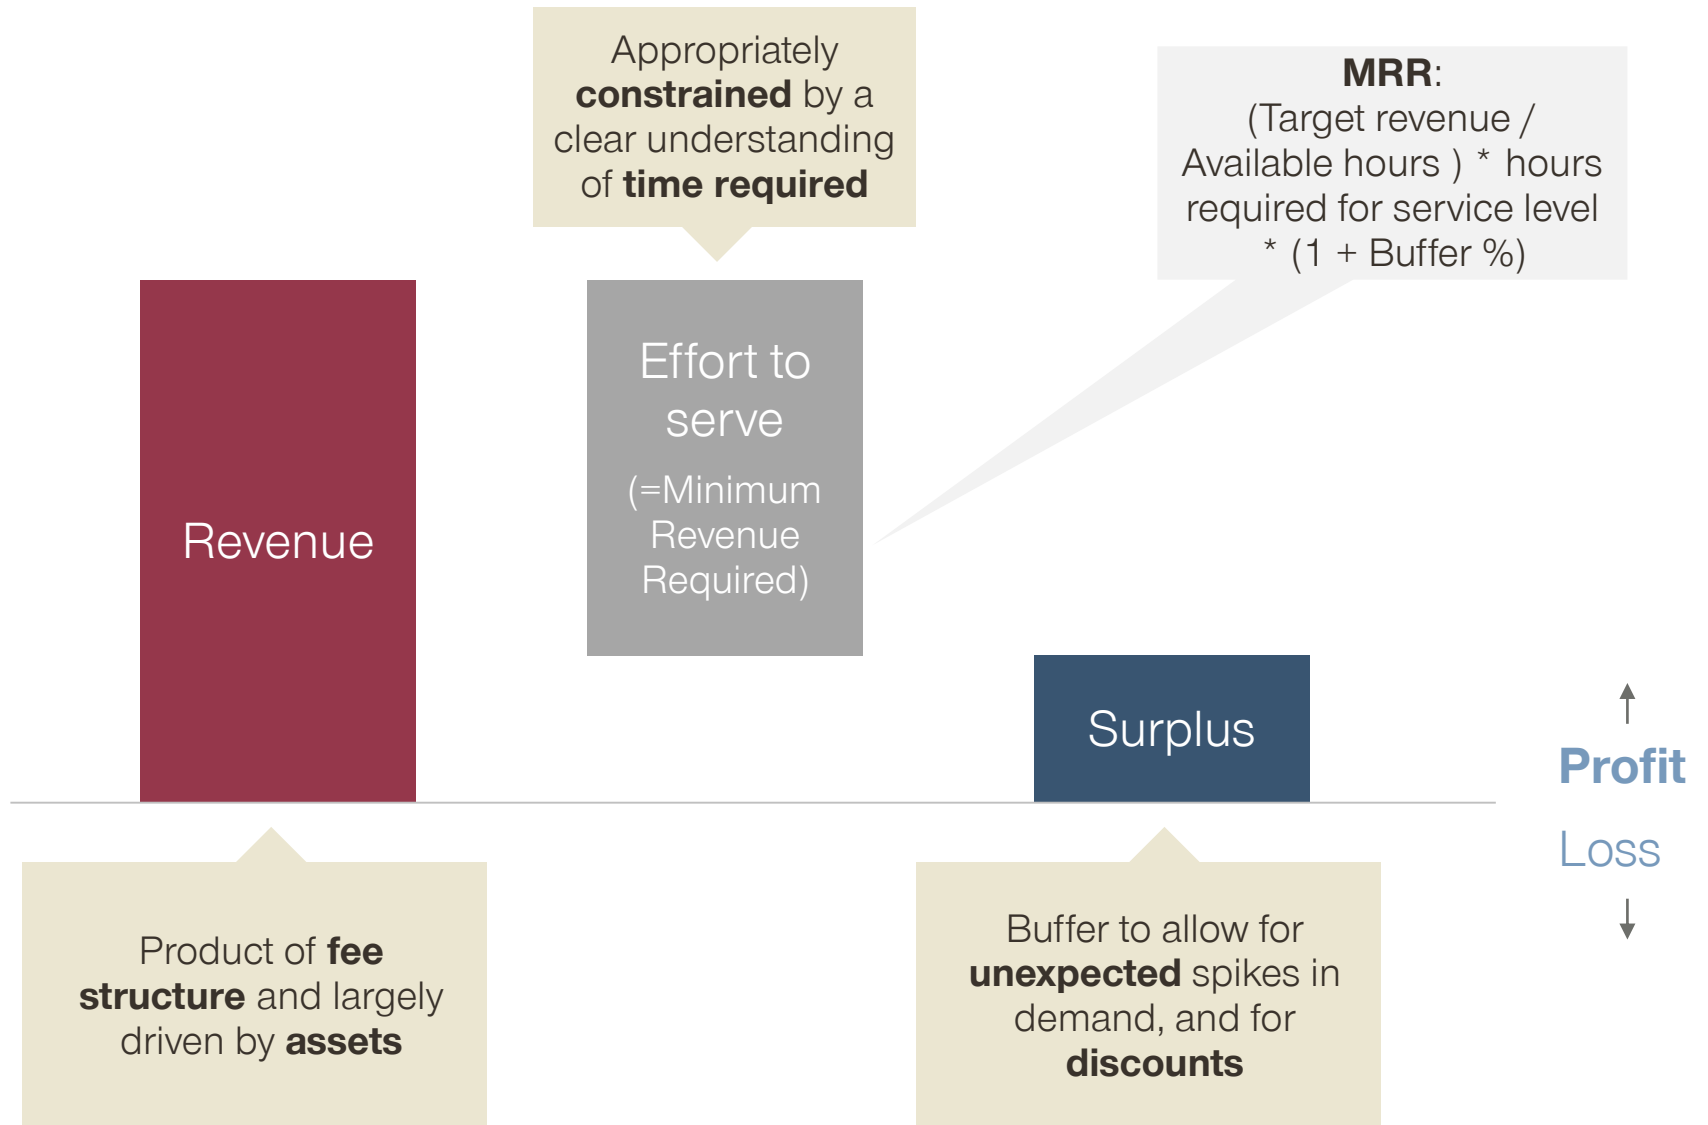 Appropriately
constrained by a
clear understanding
of time required
MRR:
(Target revenue /
Available hours ) * hours
required for service level
* (1 + Buffer %)
Revenue
Effort to
serve
(=Minimum
Revenue
Required)
Surplus
Profit
Loss
Product of fee
structure and largely
driven by assets
Buffer to allow for
unexpected spikes in
demand, and for
discounts